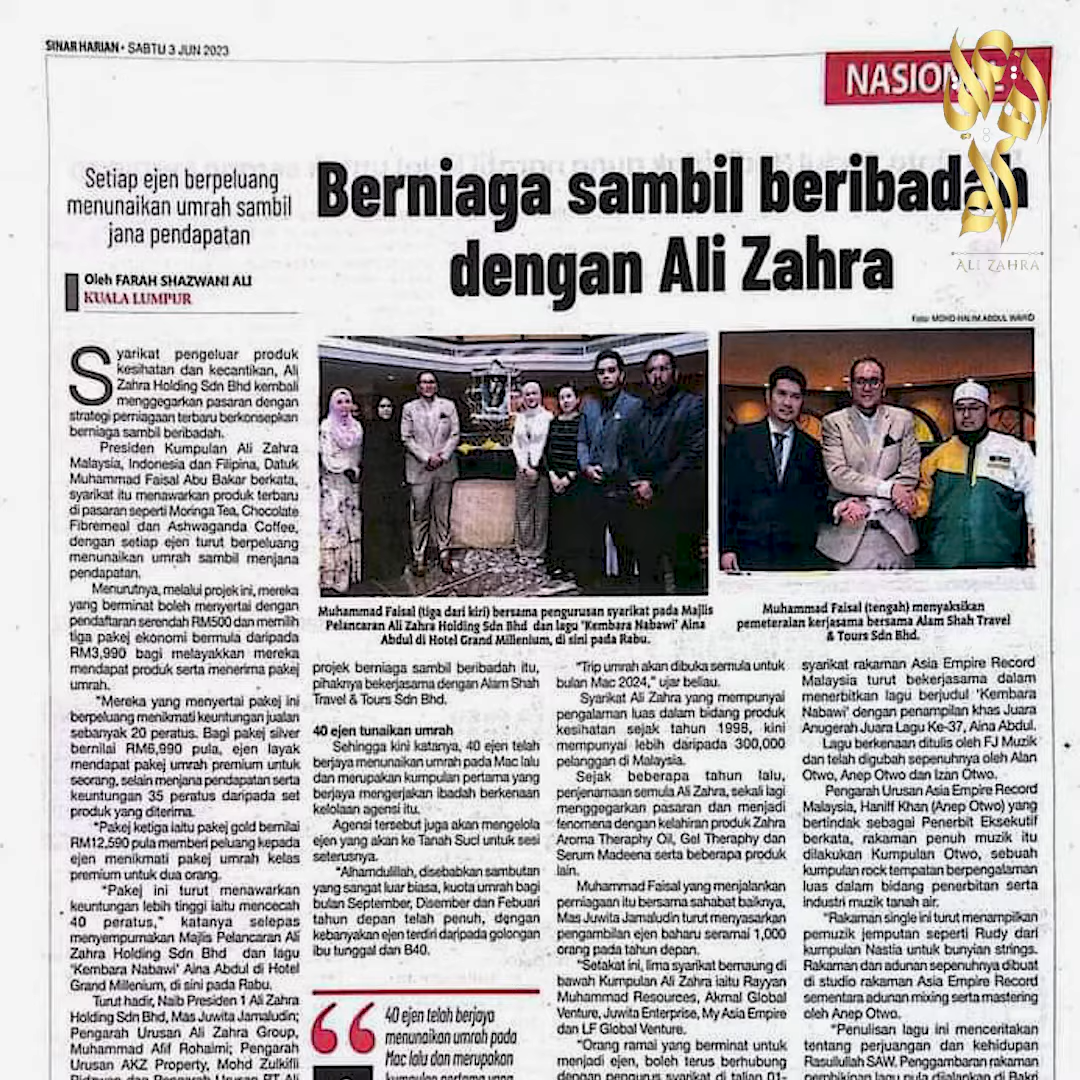 SINAR HARIAN • SABTU 3 JUN 2023
NASION
ALI ZAHRA
Setiap ejen berpeluang
menunaikan umrah sambil
jana pendapatan
Berniaga sambil beribadah
dengan Ali Zahra
Oleh FARAH SHAZWANI ALI
KUALA LUMPUR
Foto: MOHD HALIM ABDUL WAHID
Syarikat pengeluar produk
kesihatan dan kecantikan, Ali
Zahra Holding Sdn Bhd kembali
menggegarkan pasaran dengan
strategi perniagaan terbaru berkonsepkan
berniaga sambil beribadah.
Presiden Kumpulan Ali Zahra
Malaysia, Indonesia dan Filipina, Datuk
Muhammad Faisal Abu Bakar berkata,
syarikat itu menawarkan produk terbaru
di pasaran seperti Moringa Tea, Chocolate
Fibremeal dan Ashwaganda Coffee,
dengan setiap ejen turut berpeluang
menunaikan umrah sambil menjana
pendapatan.
Menurutnya, melalui projek ini, mereka
yang berminat boleh menyertai dengan
pendaftaran serendah RM500 dan memilih
tiga pakej ekonomi bermula daripada
RM3,990 bagi melayakkan mereka
mendapat produk serta menerima pakej
umrah.
"Mereka yang menyertai pakej ini
berpeluang menikmati keuntungan jualan
sebanyak 20 peratus. Bagi pakej silver
bernilai RM6,990 pula, ejen layak
mendapat pakej umrah premium untuk
seorang, selain menjana pendapatan serta
keuntungan 35 peratus daripada set
produk yang diterima.
"Pakej ketiga iaitu pakej gold bernilai
RM12,590 pula memberi peluang kepada
ejen menikmati pakej umrah kelas
premium untuk dua orang.
"Pakej ini turut menawarkan
keuntungan lebih tinggi iaitu mencecah
40 peratus," katanya selepas
menyempurnakan Majlis Pelancaran Ali
Zahra Holding Sdn Bhd dan lagu
'Kembara Nabawi' Aina Abdul di Hotel
Grand Millenium, di sini pada Rabu.
Turut hadir, Naib Presiden 1 Ali Zahra
Holding Sdn Bhd, Mas Juwita Jamaludin;
Pengarah Urusan Ali Zahra Group,
Muhammad Afif Rohaimi; Pengarah
Urusan AKZ Property, Mohd Zulkifli
Muhammad Faisal (tiga dari kiri) bersama pengurusan syarikat pada Majlis
Pelancaran Ali Zahra Holding Sdn Bhd dan lagu 'Kembara Nabawi' Aina
Abdul di Hotel Grand Millenium, di sini pada Rabu.
Muhammad Faisal (tengah) menyaksikan
pemeteraian kerjasama bersama Alam Shah Travel
& Tours Sdn Bhd.
projek berniaga sambil beribadah itu,
pihaknya bekerjasama dengan Alam Shah
Travel & Tours Sdn Bhd.
40 ejen tunaikan umrah
Sehingga kini katanya, 40 ejen telah
berjaya menunaikan umrah pada Mac lalu
dan merupakan kumpulan pertama yang
berjaya mengerjakan ibadah berkenaan
kelolaan agensi itu.
Agensi tersebut juga akan mengelola
ejen yang akan ke Tanah Suci untuk sesi
seterusnya.
"Alhamdulillah, disebabkan sambutan
yang sangat luar biasa, kuota umrah bagi
bulan September, Disember dan Febuari
tahun depan telah penuh, dengan
kebanyakan ejen terdiri daripada golongan
ibu tunggal dan B40.
40 ejen telah berjaya
menunaikan umrah pada
Mac lalu dan merupakan
kumpulan pertama yang
"Trip umrah akan dibuka semula untuk
bulan Mac 2024," ujar beliau.
Syarikat Ali Zahra yang mempunyai
pengalaman luas dalam bidang produk
kesihatan sejak tahun 1998, kini
mempunyai lebih daripada 300,000
pelanggan di Malaysia.
Sejak beberapa tahun lalu,
penjenamaan semula Ali Zahra, sekali lagi
menggegarkan pasaran dan menjadi
fenomena dengan kelahiran produk Zahra
Aroma Theraphy Oil, Gel Theraphy dan
Serum Madeena serta beberapa produk
lain.
Muhammad Faisal yang menjalankan
perniagaan itu bersama sahabat baiknya,
Mas Juwita Jamaludin turut menyasarkan
pengambilan ejen baharu seramai 1,000
orang pada tahun depan.
"Setakat ini, lima syarikat bernaung di
bawah Kumpulan Ali Zahra iaitu Rayyan
Muhammad Resources, Akmal Global
Venture, Juwita Enterprise, My Asia Empire
dan LF Global Venture.
"Orang ramai yang berminat untuk
menjadi ejen, boleh terus berhubung
dengan pengurus syarikat di talian 01-
syarikat rakaman Asia Empire Record
Malaysia turut bekerjasama dalam
menerbitkan lagu berjudul 'Kembara
Nabawi' dengan penampilan khas Juara
Anugerah Juara Lagu Ke-37, Aina Abdul.
Lagu berkenaan ditulis oleh FJ Muzik
dan telah digubah sepenuhnya oleh Alan
Otwo, Anep Otwo dan Izan Otwo.
Pengarah Urusan Asia Empire Record
Malaysia, Haniff Khan (Anep Otwo) yang
bertindak sebagai Penerbit Eksekutif
berkata, rakaman penuh muzik itu
dilakukan Kumpulan Otwo, sebuah
kumpulan rock tempatan berpengalaman
luas dalam bidang penerbitan serta
industri muzik tanah air.
"Rakaman single ini turut menampilkan
pemuzik jemputan seperti Rudy dari
kumpulan Nastia untuk bunyian strings.
Rakaman dan adunan sepenuhnya dibuat
di studio rakaman Asia Empire Record
sementara adunan mixing serta mastering
oleh Anep Otwo.
"Penulisan lagu ini menceritakan
tentang perjuangan dan kehidupan
Rasullullah SAW. Penggambaran rakaman